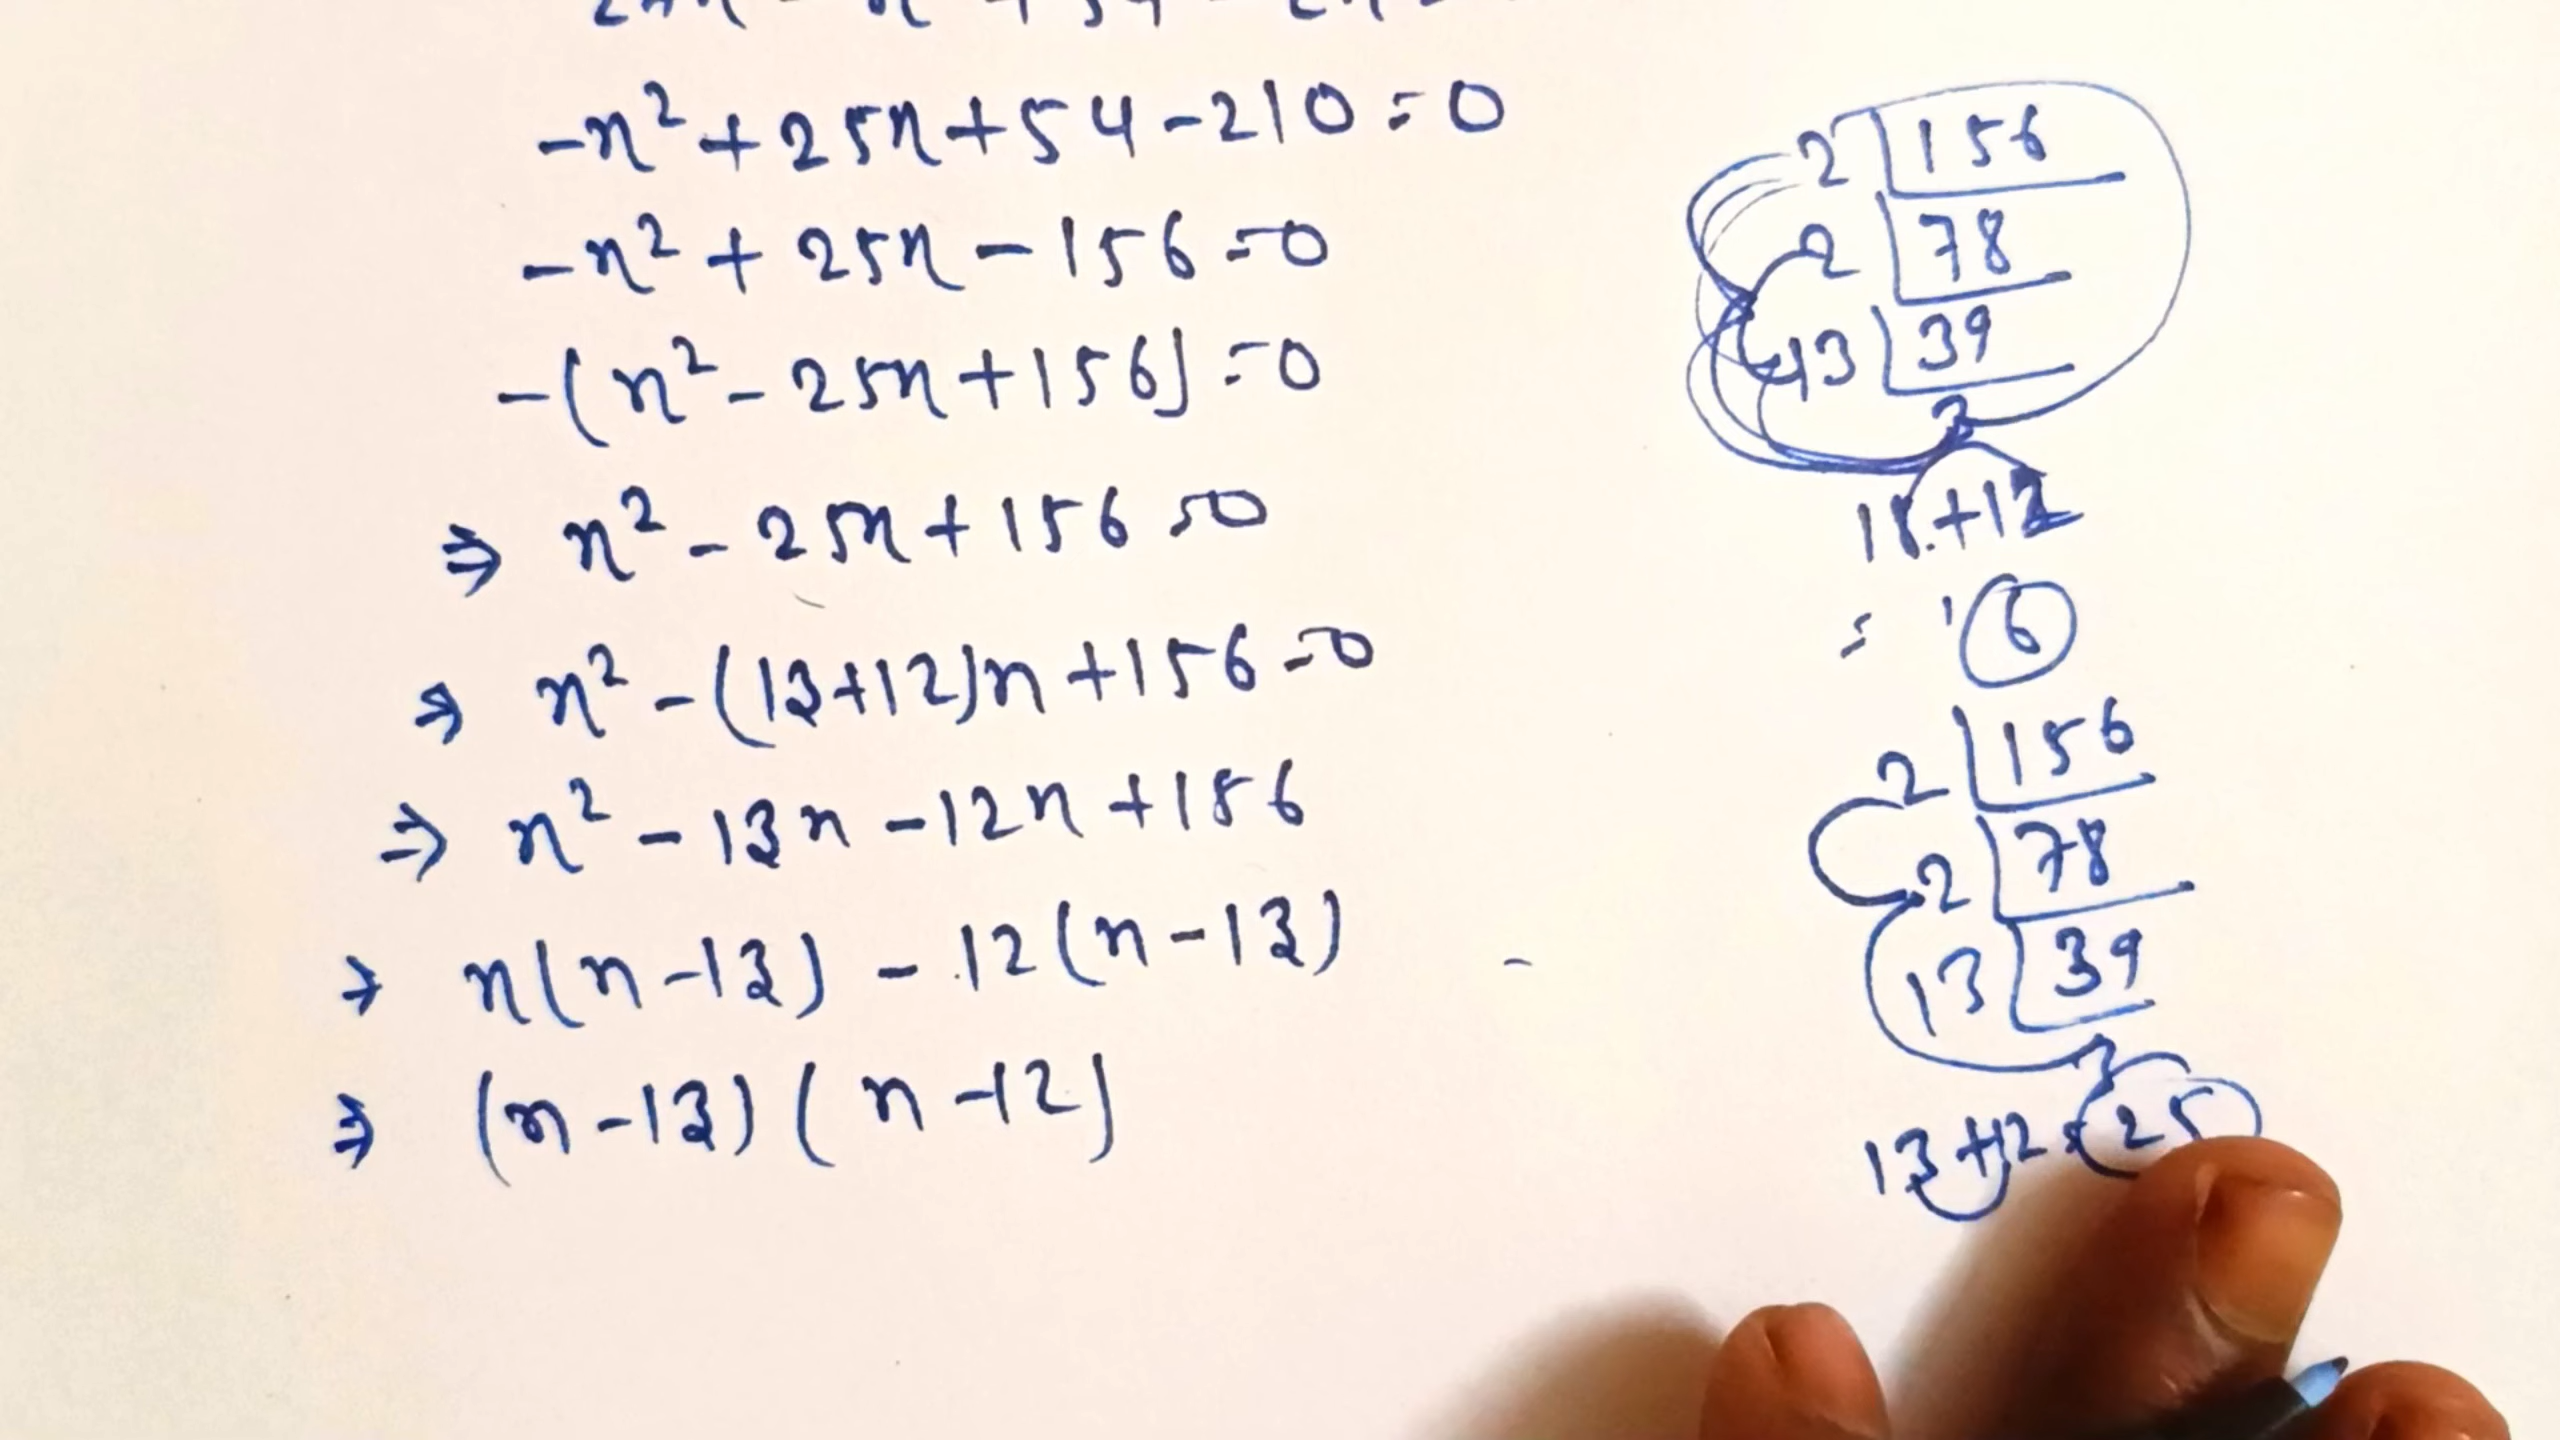 -n² + 25n + 54 - 210 = 0
-n² + 25n - 156 = 0
-(n² - 25n + 156) = 0
⇒ n² - 25n + 156 = 0
⇒ n² - (13+12)n + 156 = 0
⇒ n² - 13n - 12n + 156
⇒ n(n-13) - 12(n-13)
⇒ (n-13)(n-12)
2 | 156
2 | 78
13 | 39
3
= 6
2 | 156
2 | 78
13 | 39
3
13+12 = 25